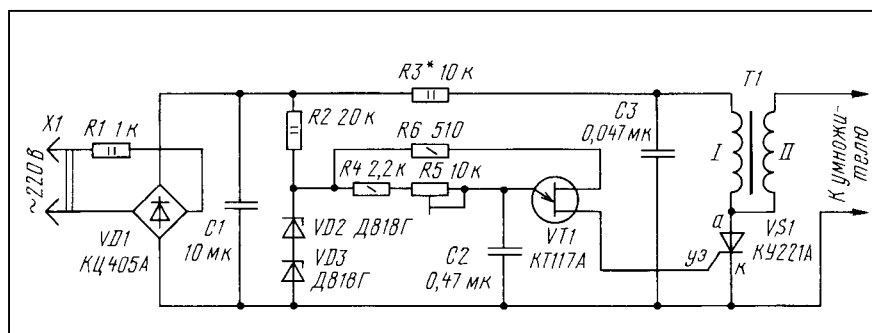 R3* 10 к
T1
X1
R1 1 к
R2 20 к
R6 510
C3
0,047 мк
R4 2,2 к
R5 10 к
I
II
К умножи-
телю
~220 В
VD1
КЦ405А
C1
10 мк
VD2 Д818Г
VD3
Д818Г
C2
0,47 мк
VT1
КТ117А
а
уэ
к
VS1
КУ221А